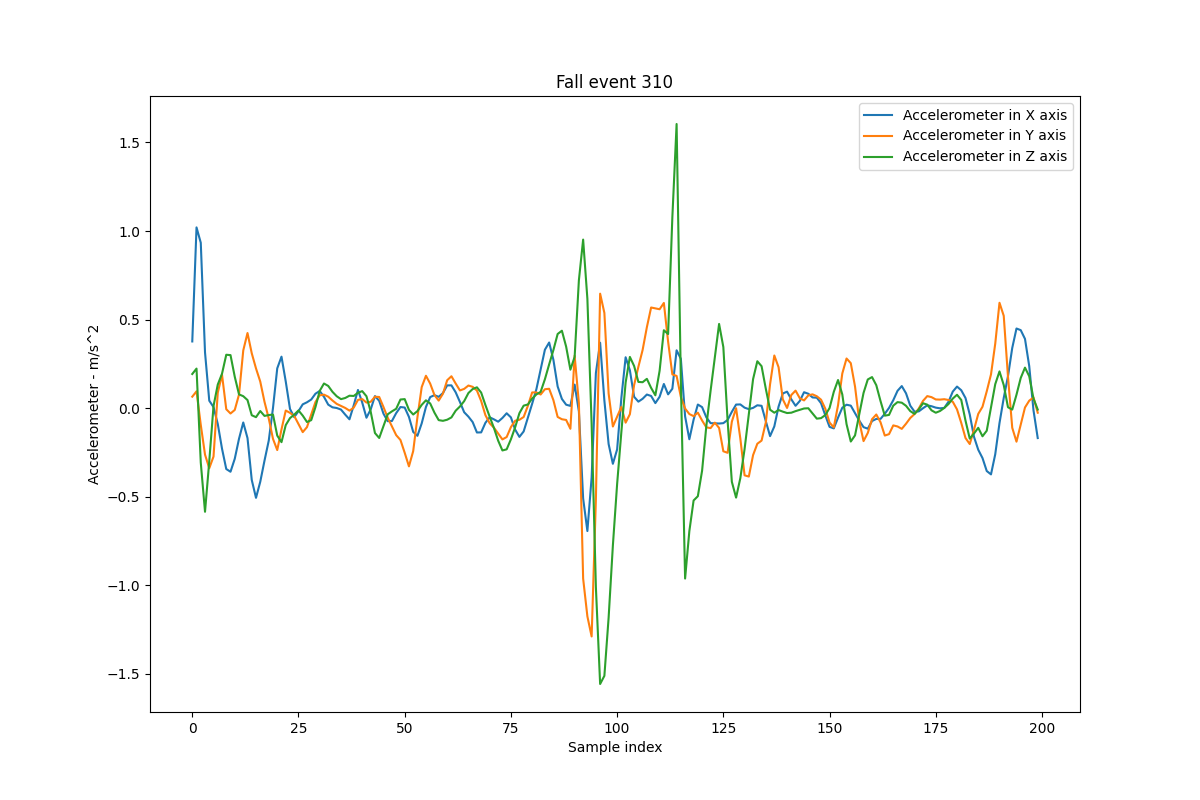 Fall event 310
Accelerometer in X axis
Accelerometer in Y axis
Accelerometer in Z axis
Accelerometer - m/s^2
1.5
1.0
0.5
0.0
−0.5
−1.0
−1.5
0 25 50 75 100 125 150 175 200
Sample index